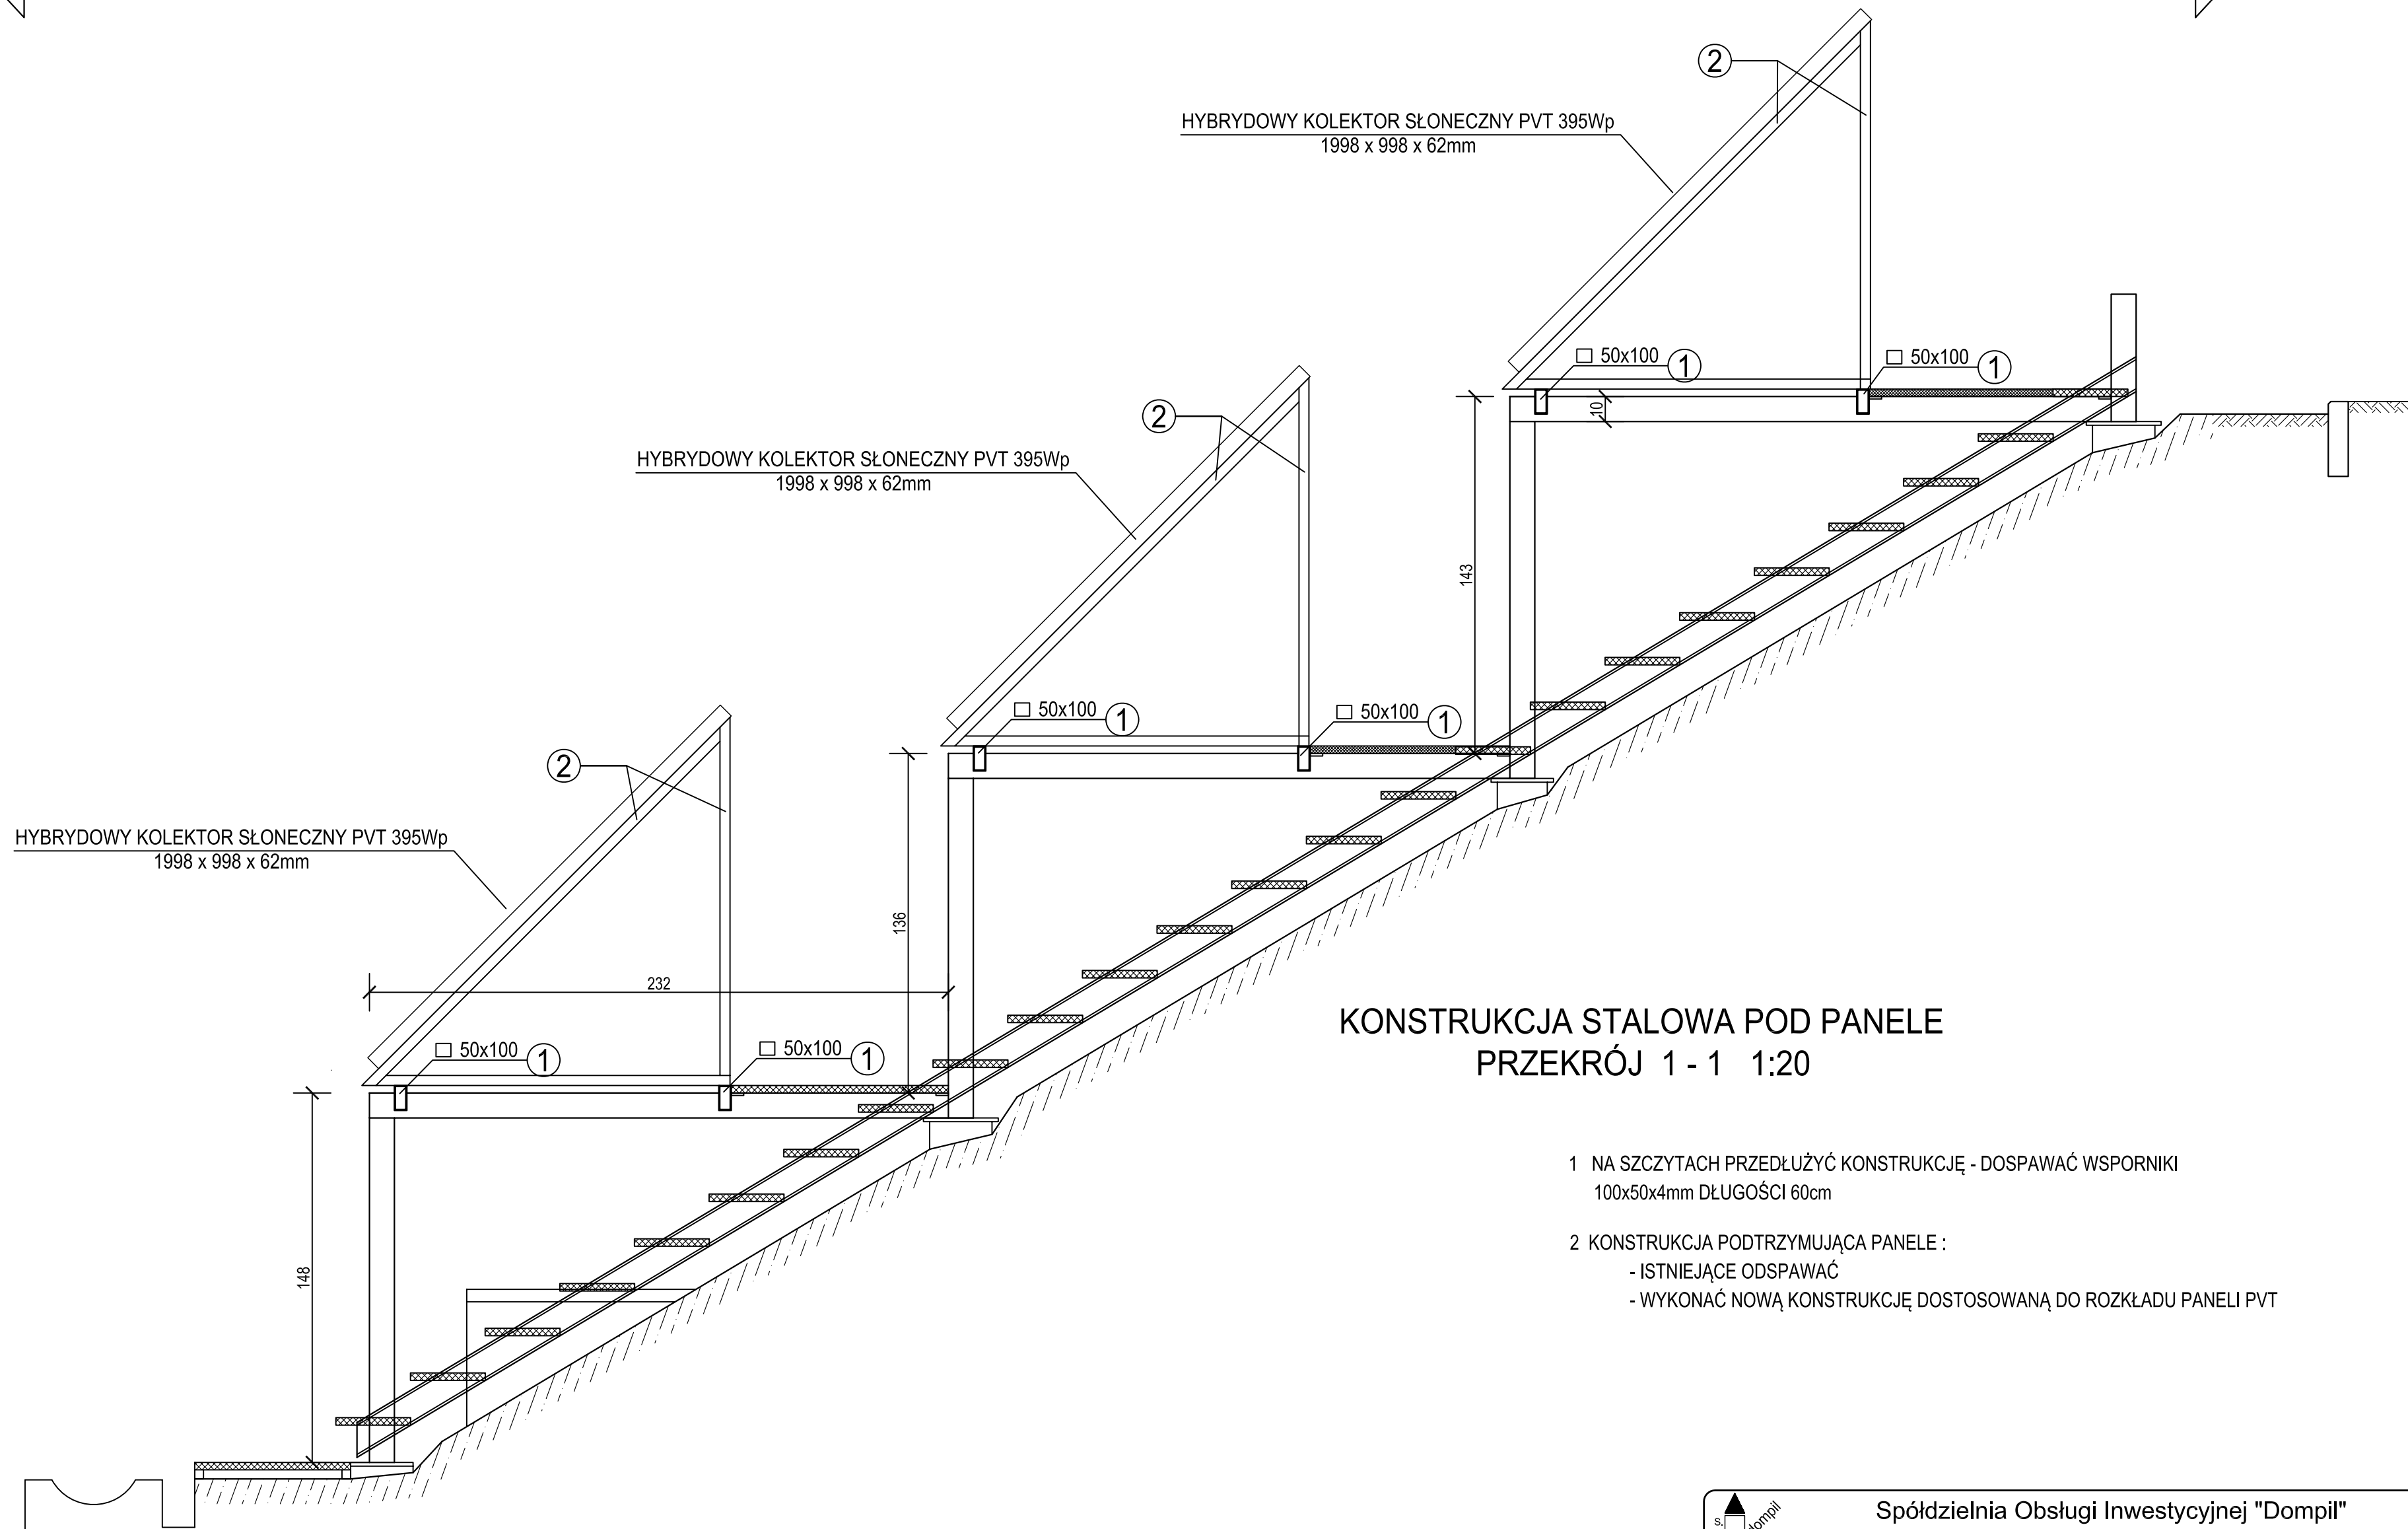 2
HYBRYDOWY KOLEKTOR SŁONECZNY PVT 395Wp
1998 x 998 x 62mm
50x100 1
50x100 1
10
2
HYBRYDOWY KOLEKTOR SŁONECZNY PVT 395Wp
1998 x 998 x 62mm
143
50x100 1
50x100 1
2
HYBRYDOWY KOLEKTOR SŁONECZNY PVT 395Wp
1998 x 998 x 62mm
136
232
50x100 1
50x100 1
148
KONSTRUKCJA STALOWA POD PANELE
PRZEKRÓJ 1 - 1 1:20
1 NA SZCZYTACH PRZEDŁUŻYĆ KONSTRUKCJĘ - DOSPAWAĆ WSPORNIKI
100x50x4mm DŁUGOŚCI 60cm
2 KONSTRUKCJA PODTRZYMUJĄCA PANELE :
- ISTNIEJĄCE ODSPAWAĆ
- WYKONAĆ NOWĄ KONSTRUKCJĘ DOSTOSOWANĄ DO ROZKŁADU PANELI PVT
S.
dompil
Spółdzielnia Obsługi Inwestycyjnej "Dompil"